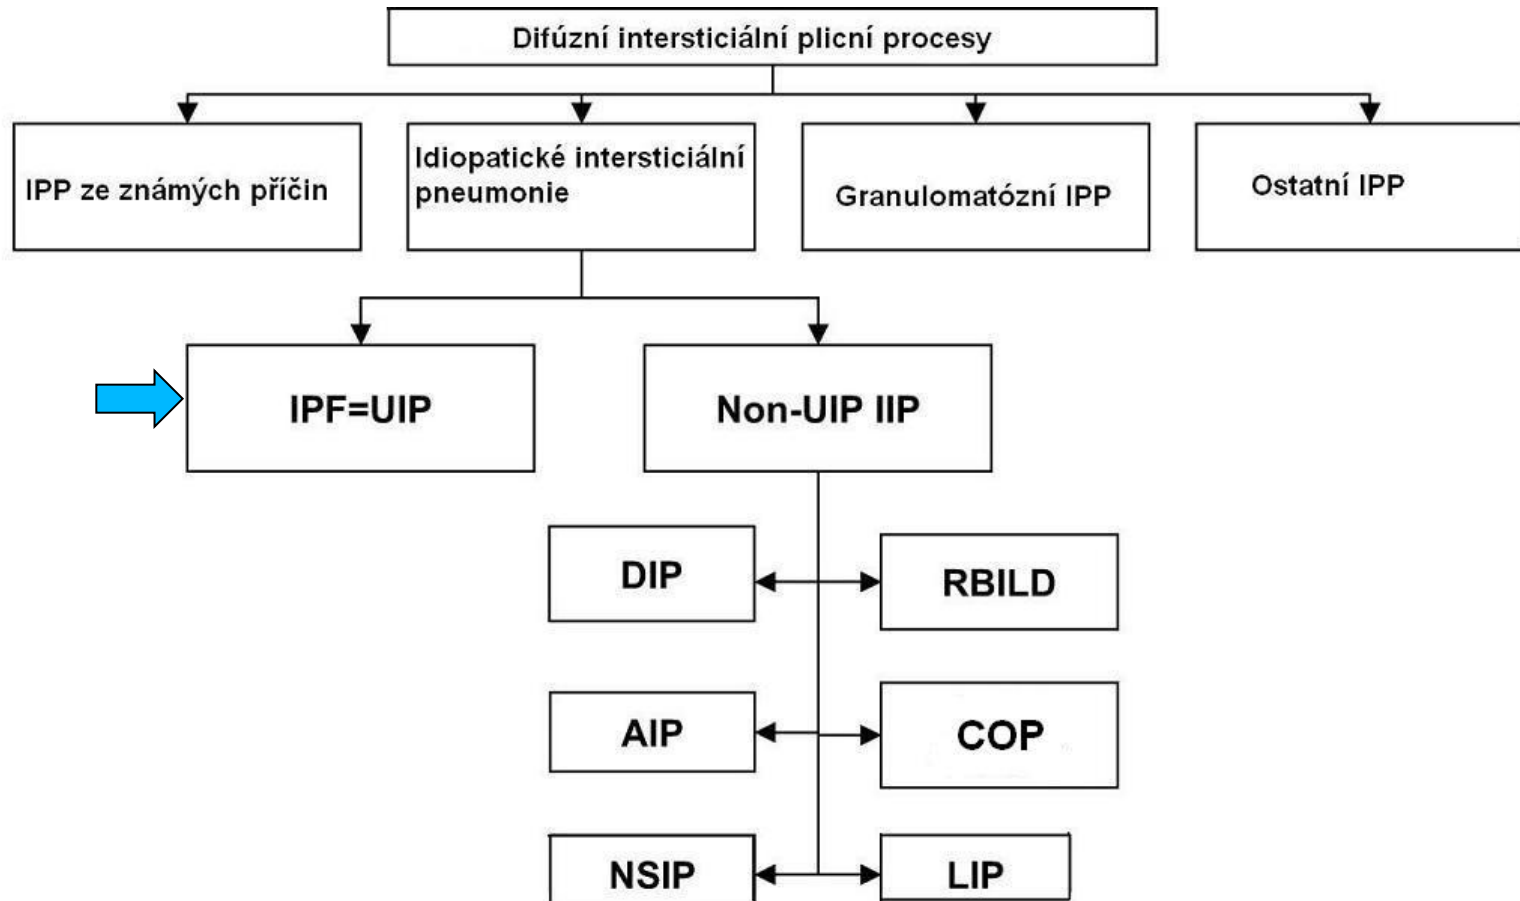 Difúzní intersticiální plicní procesy
IPP ze známých příčin
Idiopatické intersticiální
pneumonie
Granulomatózní IPP
Ostatní IPP
IPF=UIP
Non-UIP IIP
DIP
RBILD
AIP
COP
NSIP
LIP